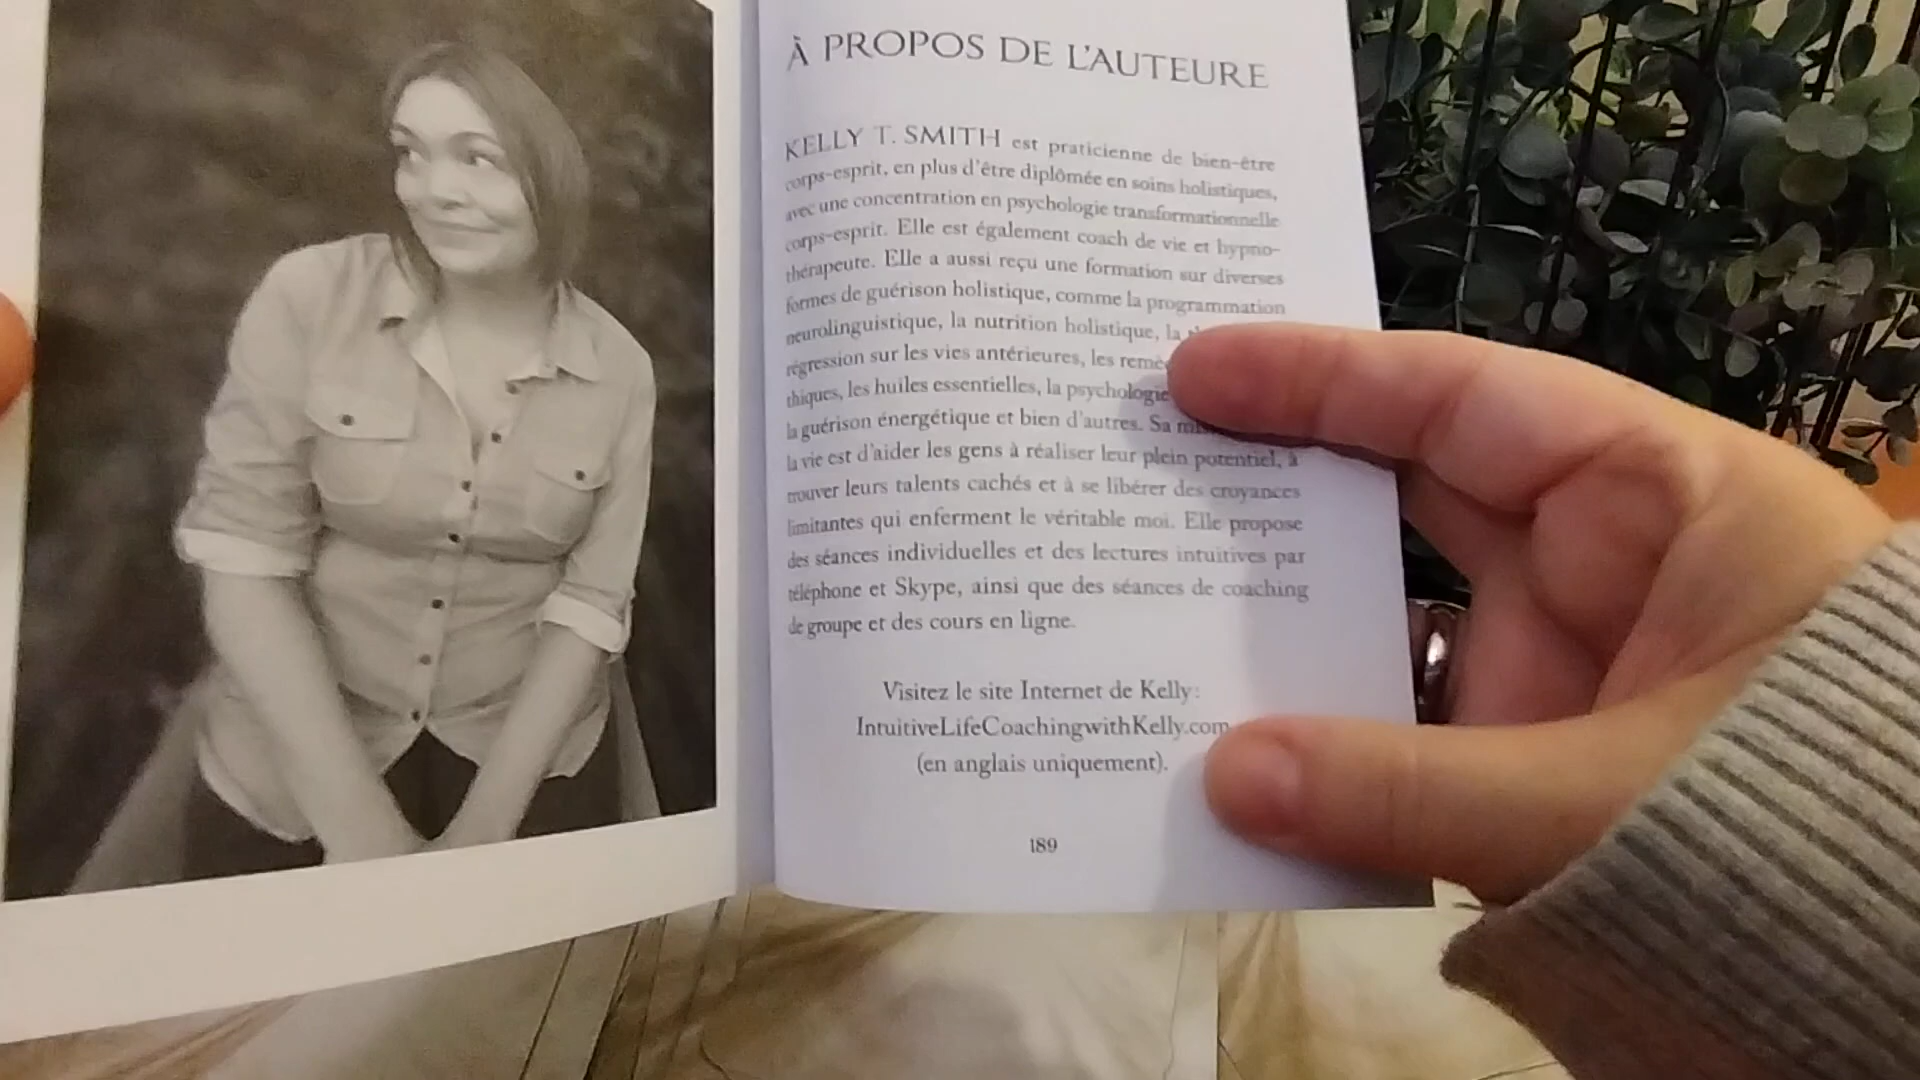 À PROPOS DE L'AUTEURE
KELLY T. SMITH est praticienne de bien-être
corps-esprit, en plus d'être diplômée en soins holistiques,
avec une concentration en psychologie transformationnelle
corps-esprit. Elle est également coach de vie et hypno-
thérapeute. Elle a aussi reçu une formation sur diverses
formes de guérison holistique, comme la programmation
neurolinguistique, la nutrition holistique, la
régression sur les vies antérieures, les
thiques, les huiles essentielles, la psychologie
la guérison énergétique et bien d'autres. Sa
la vie est d'aider les gens à réaliser leur plein potentiel, à
trouver leurs talents cachés et à se libérer des croyances
limitantes qui enferment le véritable moi. Elle propose
des séances individuelles et des lectures intuitives par
téléphone et Skype, ainsi que des séances de coaching
de groupe et des cours en ligne.
Visitez le site Internet de Kelly:
IntuitiveLifeCoachingwithKelly.com
(en anglais uniquement).
189